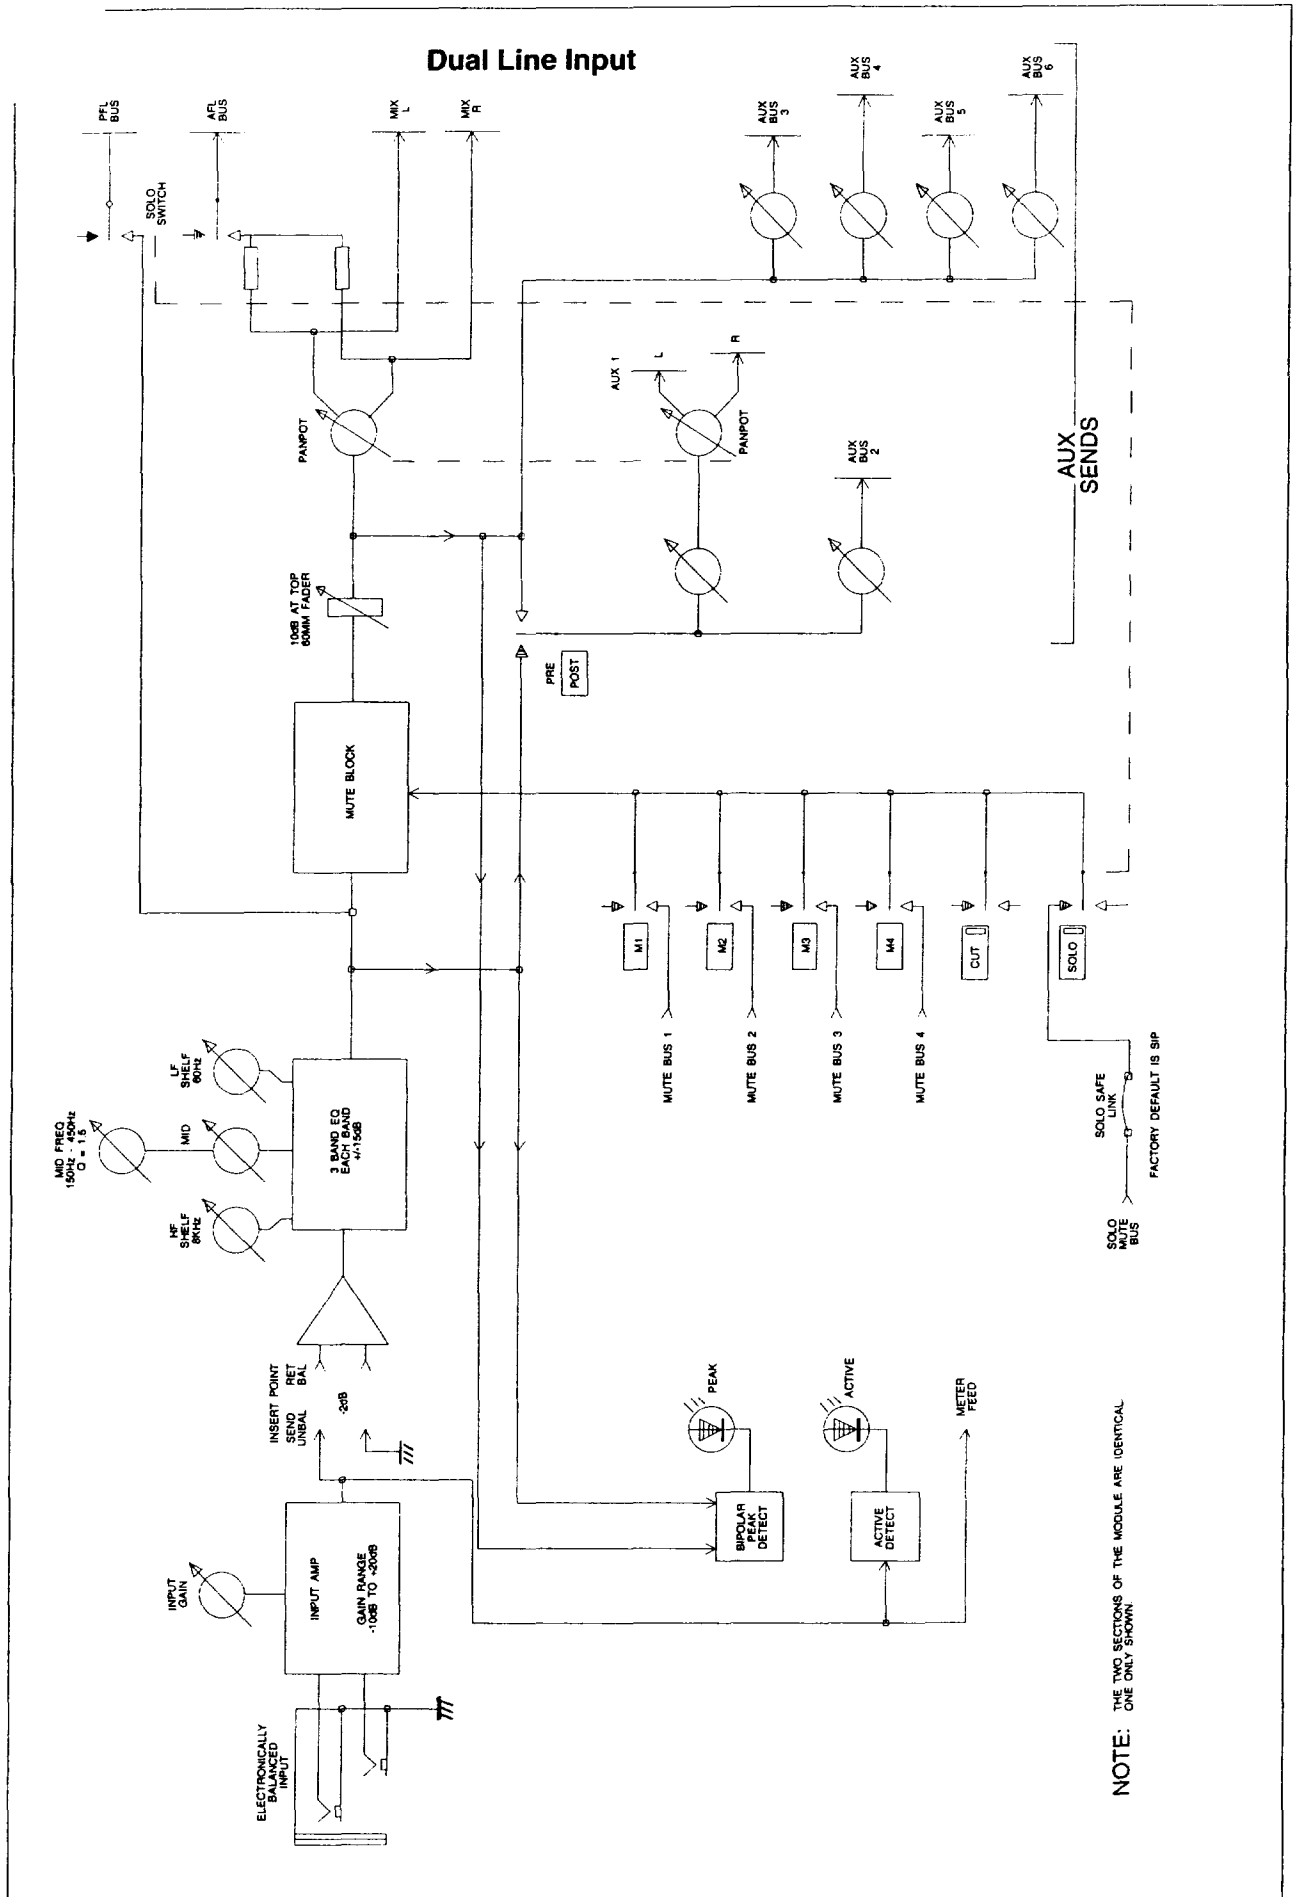 Dual Line Input
PFL
BUS
AFL
BUS
SOLO
SWITCH
MIX
L
MIX
R
AUX
BUS
3
AUX
BUS
4
AUX
BUS
5
AUX
BUS
6
PANPOT
AUX 1
L
R
PANPOT
AUX
BUS
2
AUX
SENDS
10dB AT TOP
60MM FADER
PRE
POST
MUTE BLOCK
M1
M2
M3
M4
CUT
SOLO
MUTE BUS 1
MUTE BUS 2
MUTE BUS 3
MUTE BUS 4
SOLO SAFE
LINK
FACTORY DEFAULT IS SIP
SOLO
MUTE
BUS
LF
SHELF
60Hz
MID FREQ
150Hz - 450Hz
Q = 1.5
MID
HF
SHELF
8KHz
3 BAND EQ
EACH BAND
+/-15dB
INSERT POINT
SEND RET
UNBAL BAL
-2dB
INPUT
GAIN
INPUT AMP
GAIN RANGE
-10dB TO +20dB
ELECTRONICALLY
BALANCED
INPUT
PEAK
BIPOLAR
PEAK
DETECT
ACTIVE
ACTIVE
DETECT
METER
FEED
NOTE: THE TWO SECTIONS OF THE MODULE ARE IDENTICAL
ONE ONLY SHOWN.